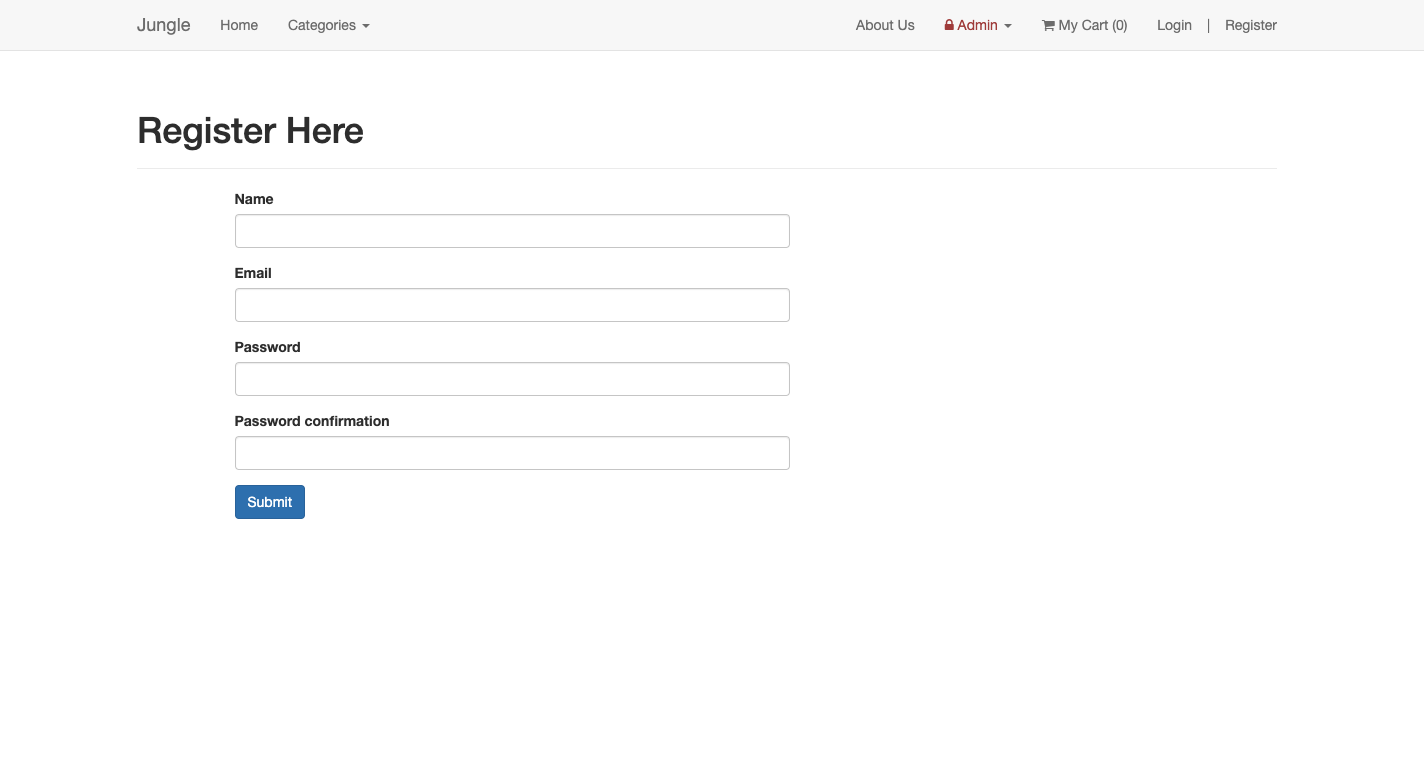 Jungle Home Categories About Us Admin My Cart (0) Login | Register
Register Here
Name
Email
Password
Password confirmation
Submit